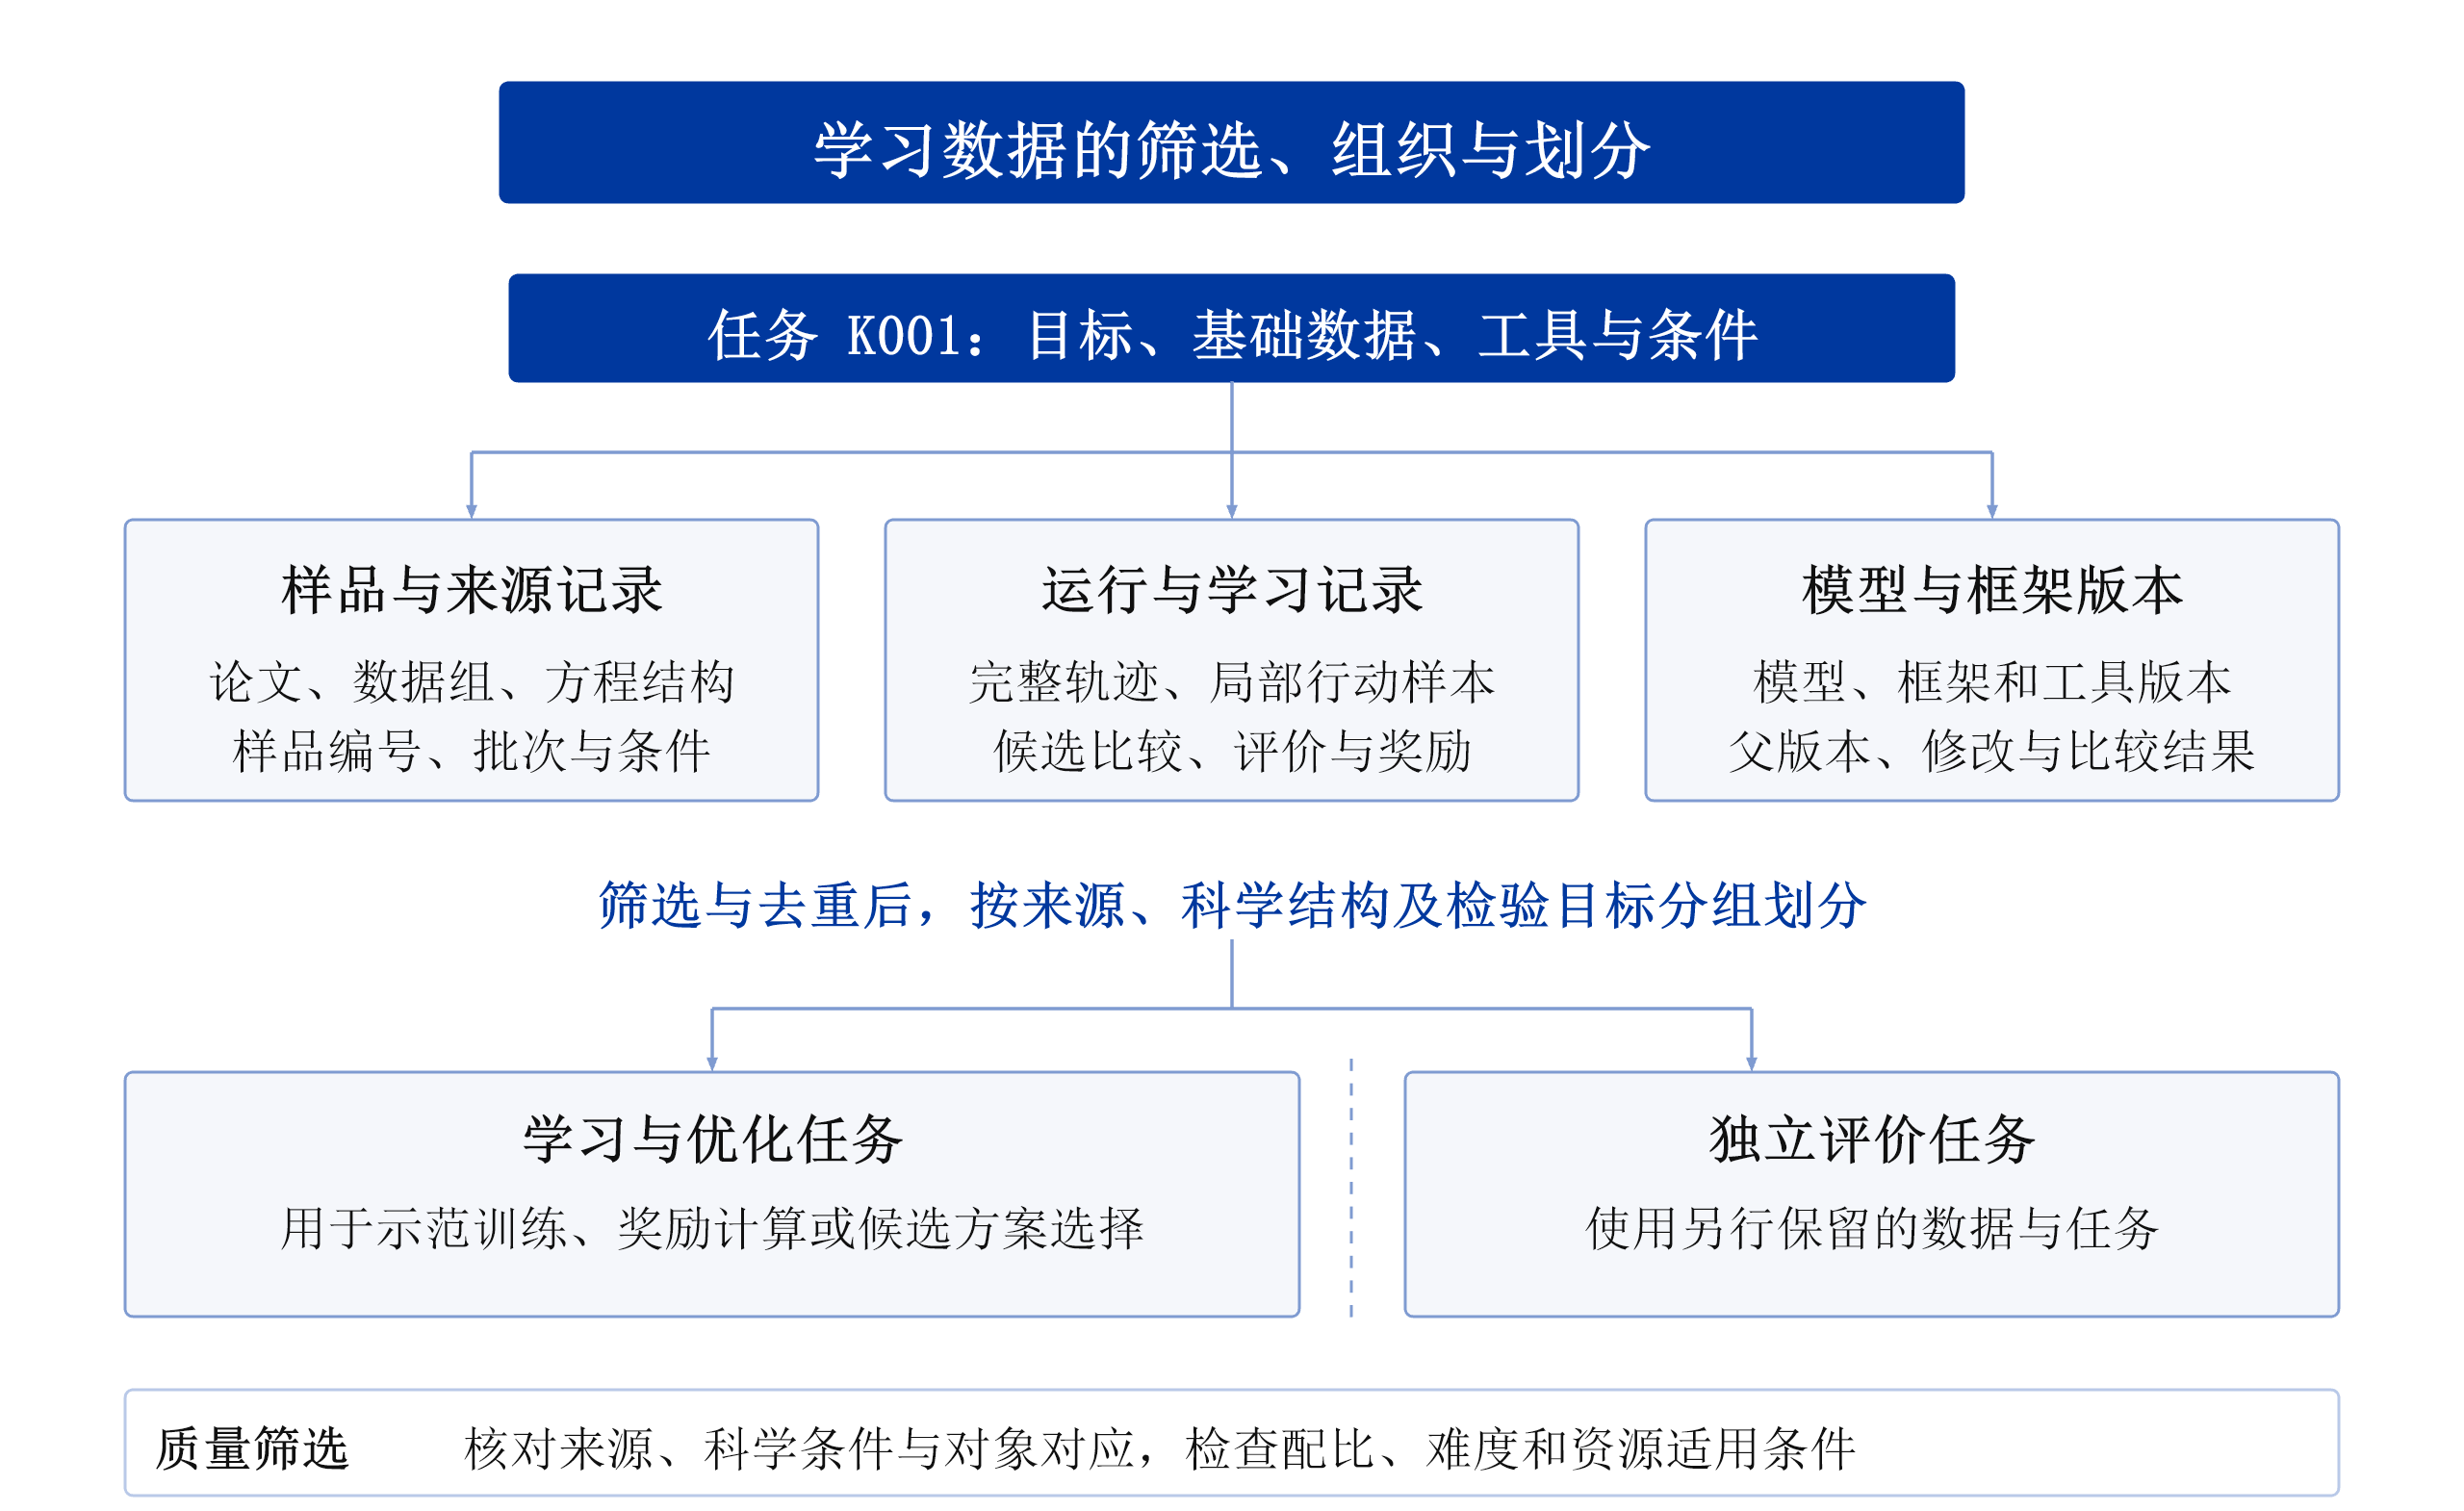 学习数据的筛选、组织与划分
任务 K001：目标、基础数据、工具与条件
样品与来源记录
论文、数据组、方程结构
样品编号、批次与条件
运行与学习记录
完整轨迹、局部行动样本
候选比较、评价与奖励
模型与框架版本
模型、框架和工具版本
父版本、修改与比较结果
筛选与去重后，按来源、科学结构及检验目标分组划分
学习与优化任务
用于示范训练、奖励计算或候选方案选择
独立评价任务
使用另行保留的数据与任务
质量筛选 核对来源、科学条件与对象对应，检查配比、难度和资源适用条件